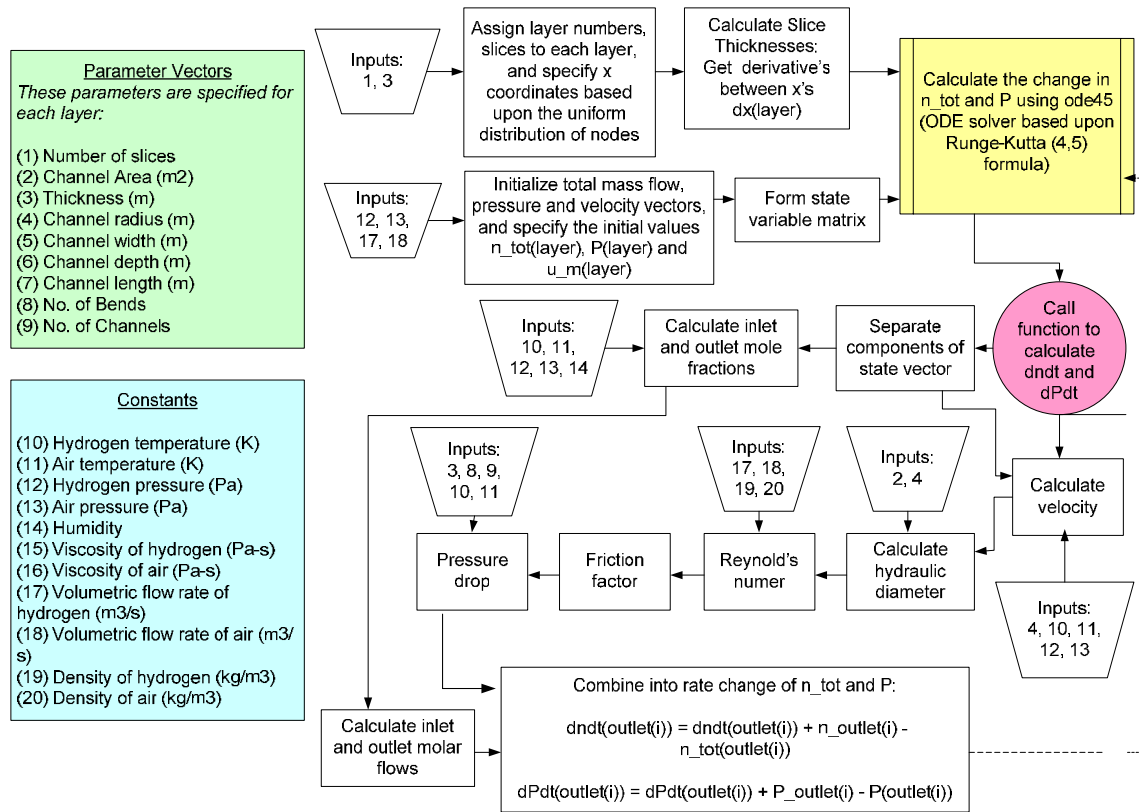 Parameter Vectors
These parameters are specified for
each layer:
(1) Number of slices
(2) Channel Area (m2)
(3) Thickness (m)
(4) Channel radius (m)
(5) Channel width (m)
(6) Channel depth (m)
(7) Channel length (m)
(8) No. of Bends
(9) No. of Channels
Constants
(10) Hydrogen temperature (K)
(11) Air temperature (K)
(12) Hydrogen pressure (Pa)
(13) Air pressure (Pa)
(14) Humidity
(15) Viscosity of hydrogen (Pa-s)
(16) Viscosity of air (Pa-s)
(17) Volumetric flow rate of
hydrogen (m3/s)
(18) Volumetric flow rate of air (m3/
s)
(19) Density of hydrogen (kg/m3)
(20) Density of air (kg/m3)
Inputs:
1, 3
Assign layer numbers,
slices to each layer,
and specify x
coordinates based
upon the uniform
distribution of nodes
Calculate Slice
Thicknesses:
Get derivative's
between x's
dx(layer)
Calculate the change in
n_tot and P using ode45
(ODE solver based upon
Runge-Kutta (4,5)
formula)
Inputs:
12, 13,
17, 18
Initialize total mass flow,
pressure and velocity vectors,
and specify the initial values
n_tot(layer), P(layer) and
u_m(layer)
Form state
variable matrix
Call
function to
calculate
dndt and
dPdt
Separate
components of
state vector
Calculate inlet
and outlet mole
fractions
Inputs:
10, 11,
12, 13, 14
Inputs:
3, 8, 9,
10, 11
Inputs:
17, 18,
19, 20
Inputs:
2, 4
Calculate
velocity
Pressure
drop
Friction
factor
Reynold's
numer
Calculate
hydraulic
diameter
Inputs:
4, 10, 11,
12, 13
Calculate inlet
and outlet molar
flows
Combine into rate change of n_tot and P:
dndt(outlet(i)) = dndt(outlet(i)) + n_outlet(i) -
n_tot(outlet(i))
dPdt(outlet(i)) = dPdt(outlet(i)) + P_outlet(i) - P(outlet(i))